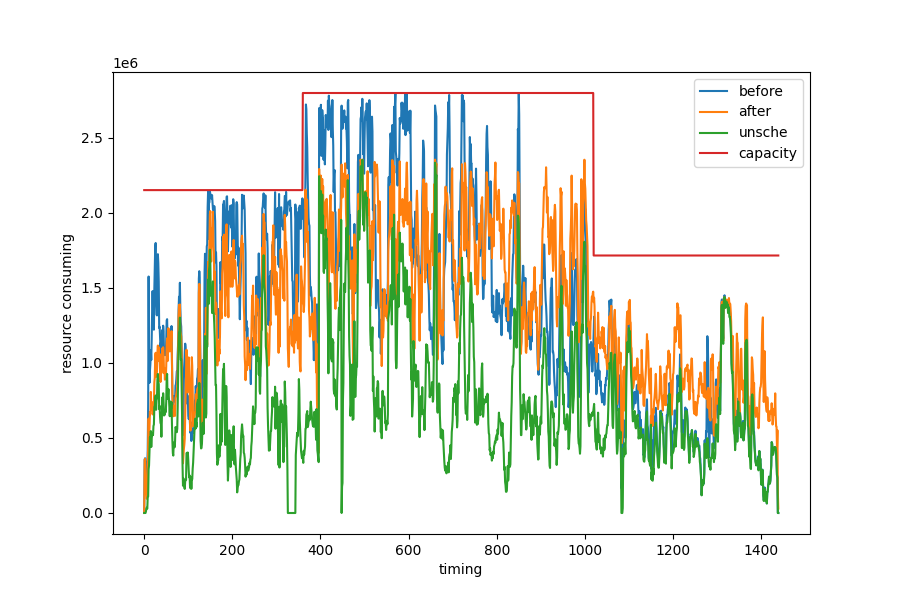 1e6
before
after
unsche
capacity
2.5
2.0
1.5
1.0
0.5
0.0
resource consuming
0 200 400 600 800 1000 1200 1400
timing